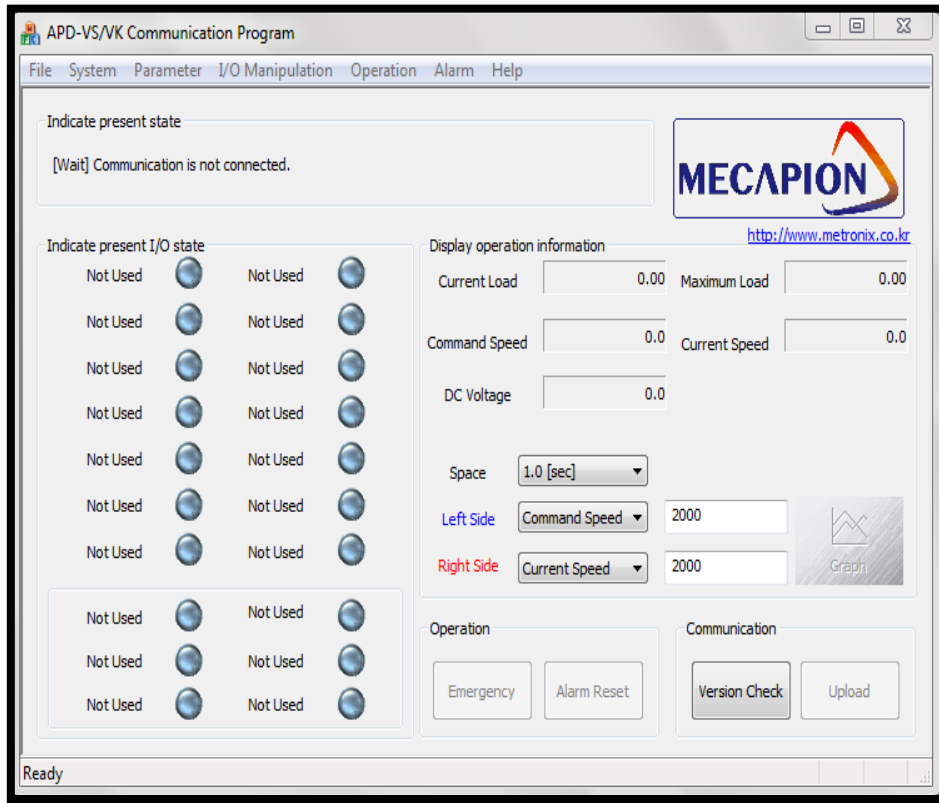 APD-VS/VK Communication Program
File System Parameter I/O Manipulation Operation Alarm Help
Indicate present state
[Wait] Communication is not connected.
MECAPION
http://www.metronix.co.kr
Indicate present I/O state
Not Used Not Used
Not Used Not Used
Not Used Not Used
Not Used Not Used
Not Used Not Used
Not Used Not Used
Not Used Not Used
Not Used Not Used
Not Used Not Used
Not Used Not Used
Display operation information
Current Load 0.00 Maximum Load 0.00
Command Speed 0.0 Current Speed 0.0
DC Voltage 0.0
Space 1.0 [sec]
Left Side Command Speed 2000
Right Side Current Speed 2000
Graph
Operation
Emergency Alarm Reset
Communication
Version Check Upload
Ready